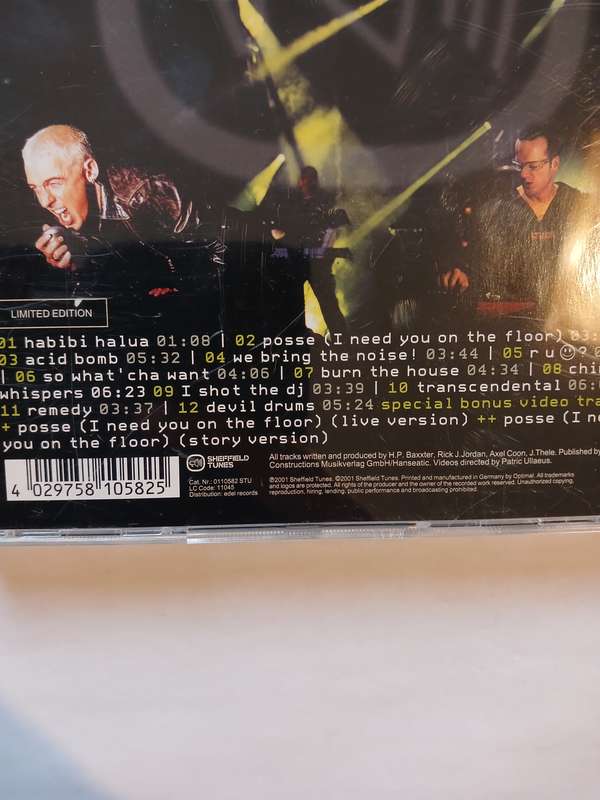 LIMITED EDITION
01 habibi halua 01:08 | 02 posse (I need you on the floor) 03:
03 acid bomb 05:32 | 04 we bring the noise! 03:44 | 05 r u ☺? 0
| 06 so what'cha want 04:06 | 07 burn the house 04:34 | 08 chi
whispers 06:23 09 I shot the dj 03:39 | 10 transcendental 06:
11 remedy 03:37 | 12 devil drums 05:24 special bonus video tra
+ posse (I need you on the floor) (live version) ++ posse (I ne
you on the floor) (story version)
SHEFFIELD
TUNES
Cat. Nr.: 0110582 STU
LC Code: 11045
Distribution: edel records
All tracks written and produced by H.P. Baxxter, Rick J.Jordan, Axel Coon, J.Thele. Published by
Constructions Musikverlag GmbH/Hanseatic. Videos directed by Patric Ullaeus.
℗2001 Sheffield Tunes. ©2001 Sheffield Tunes. Printed and manufactured in Germany by Optimal. All trademarks
and logos are protected. All rights of the producer and the owner of the recorded work reserved. Unauthorized copying,
reproduction, hiring, lending, public performance and broadcasting prohibited.
4 029758 105825